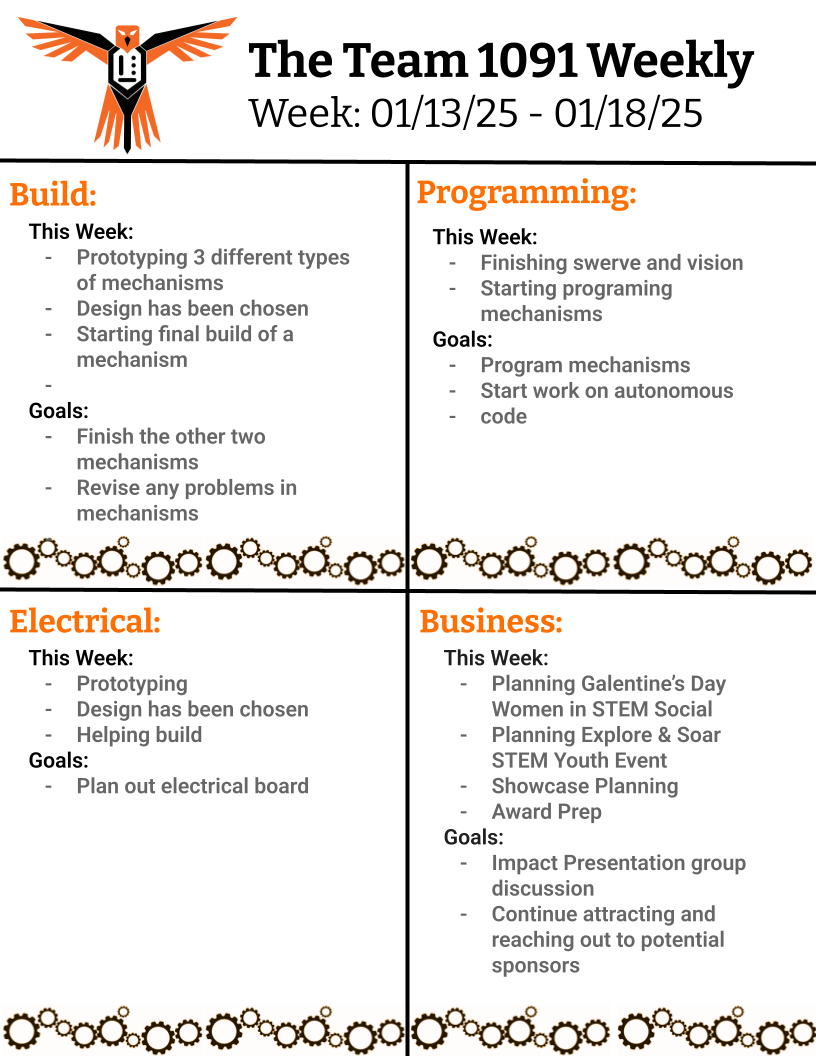 The Team 1091 Weekly
Week: 01/13/25 - 01/18/25
Build:
This Week:
- Prototyping 3 different types
of mechanisms
- Design has been chosen
- Starting final build of a
mechanism
-
Goals:
- Finish the other two
mechanisms
- Revise any problems in
mechanisms
Programming:
This Week:
- Finishing swerve and vision
- Starting programing
mechanisms
Goals:
- Program mechanisms
- Start work on autonomous
- code
Electrical:
This Week:
- Prototyping
- Design has been chosen
- Helping build
Goals:
- Plan out electrical board
Business:
This Week:
- Planning Galentine’s Day
Women in STEM Social
- Planning Explore & Soar
STEM Youth Event
- Showcase Planning
- Award Prep
Goals:
- Impact Presentation group
discussion
- Continue attracting and
reaching out to potential
sponsors